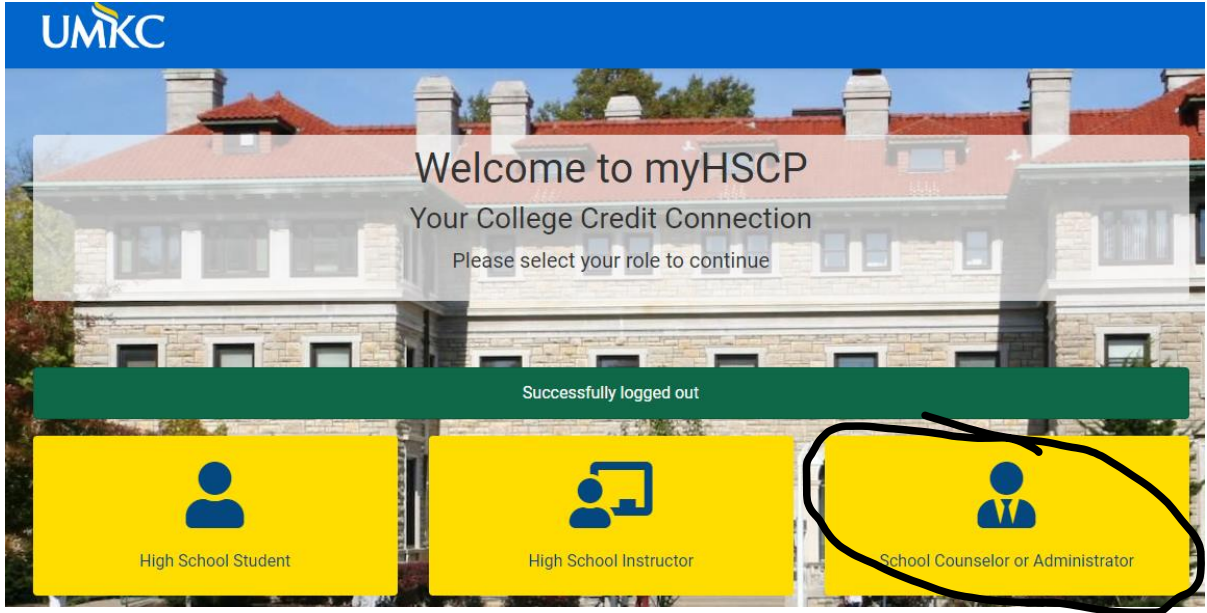 UMKC
Welcome to myHSCP
Your College Credit Connection
Please select your role to continue
Successfully logged out
High School Student
High School Instructor
School Counselor or Administrator